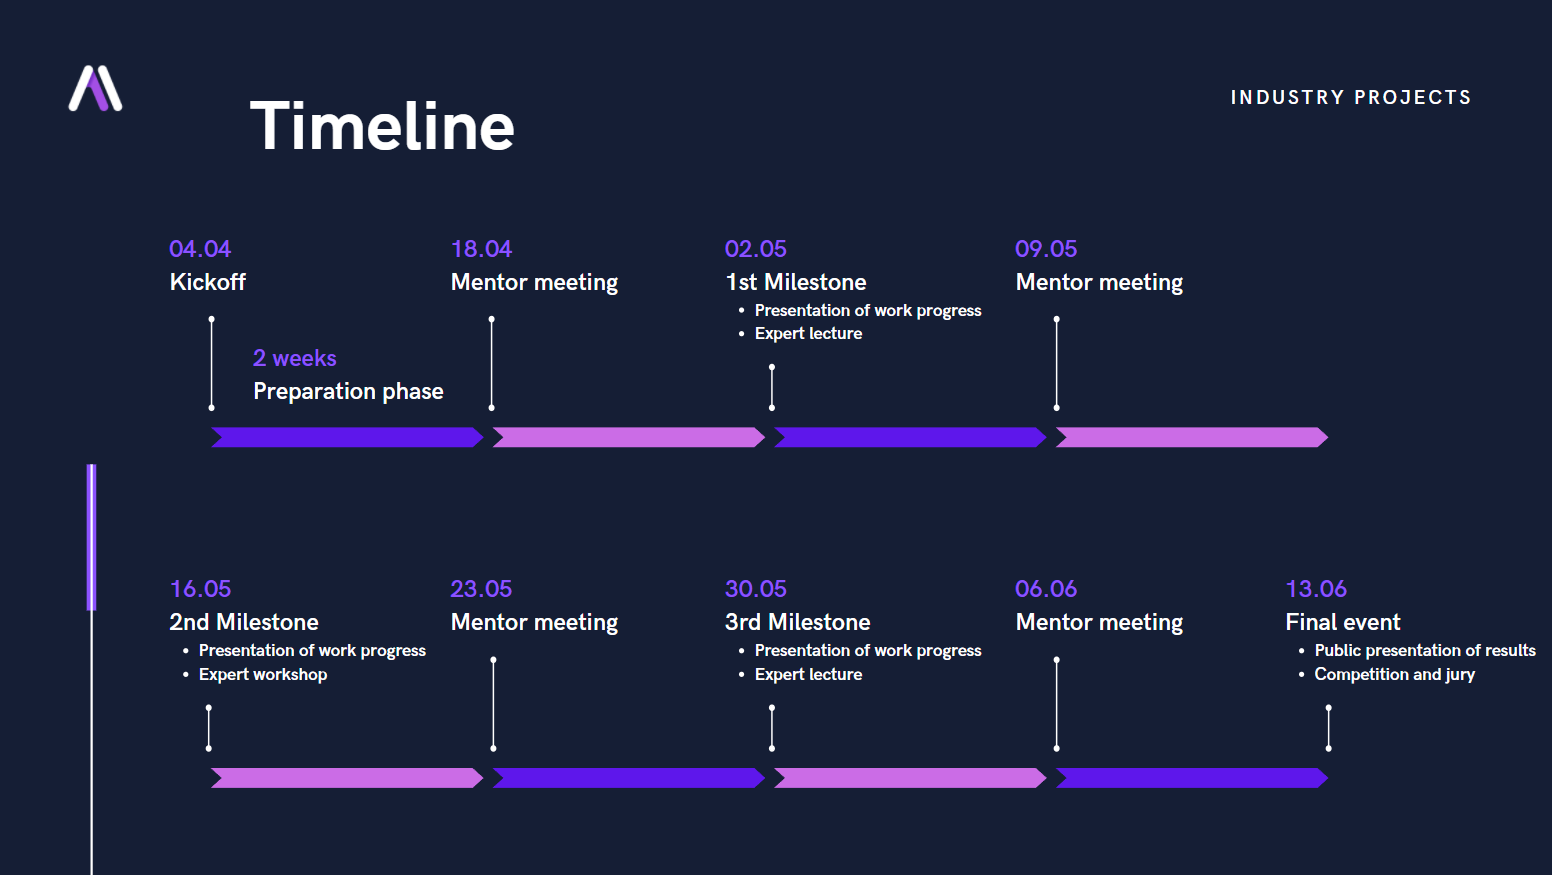 INDUSTRY PROJECTS
Timeline
04.04
Kickoff
2 weeks
Preparation phase
18.04
Mentor meeting
02.05
1st Milestone
• Presentation of work progress
• Expert lecture
09.05
Mentor meeting
16.05
2nd Milestone
• Presentation of work progress
• Expert workshop
23.05
Mentor meeting
30.05
3rd Milestone
• Presentation of work progress
• Expert lecture
06.06
Mentor meeting
13.06
Final event
• Public presentation of results
• Competition and jury